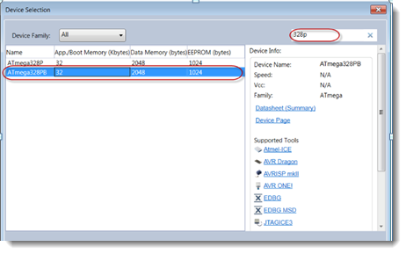 Device Selection
Device Family: All
328p
Name App./Boot Memory (Kbytes) Data Memory (bytes) EEPROM (bytes)
ATmega328P 32 2048 1024
ATmega328PB 32 2048 1024
Device Info:
Device Name: ATmega328PB
Speed: N/A
Vcc: N/A
Family: ATmega
Datasheet (Summary)
Device Page
Supported Tools
Atmel-ICE
AVR Dragon
AVRISP mkII
AVR ONE!
EDBG
EDBG MSD
JTAGICE3